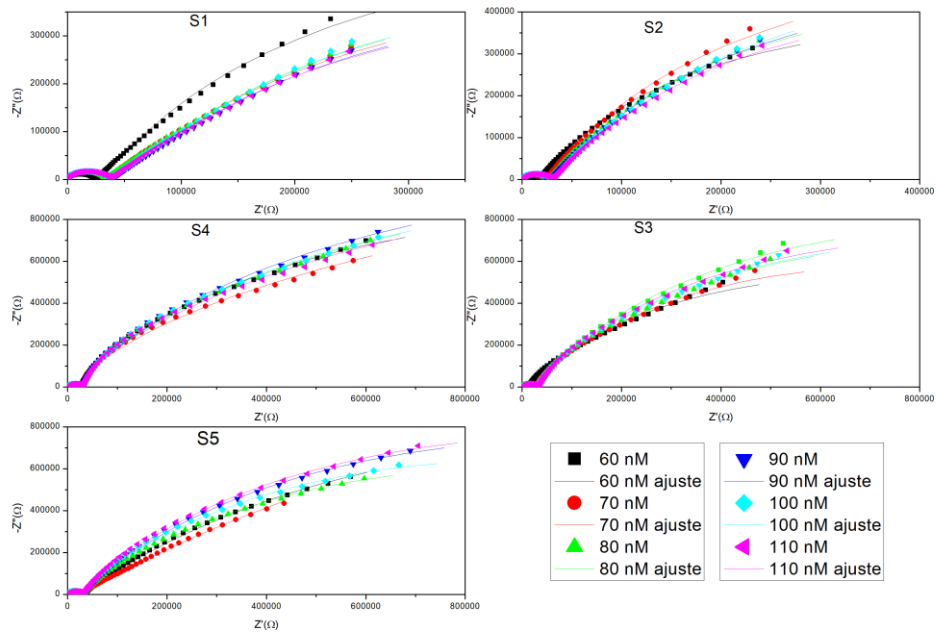 S1
-Z"(Ω)
300000
200000
100000
0
0 100000 200000 300000
Z'(Ω)
S2
-Z"(Ω)
400000
300000
200000
100000
0
0 100000 200000 300000 400000
Z'(Ω)
S4
-Z"(Ω)
800000
600000
400000
200000
0
0 200000 400000 600000 800000
Z'(Ω)
S3
-Z"(Ω)
800000
600000
400000
200000
0
0 200000 400000 600000 800000
Z'(Ω)
S5
-Z"(Ω)
800000
600000
400000
200000
0
0 200000 400000 600000 800000
Z'(Ω)
60 nM
60 nM ajuste
70 nM
70 nM ajuste
80 nM
80 nM ajuste
90 nM
90 nM ajuste
100 nM
100 nM ajuste
110 nM
110 nM ajuste